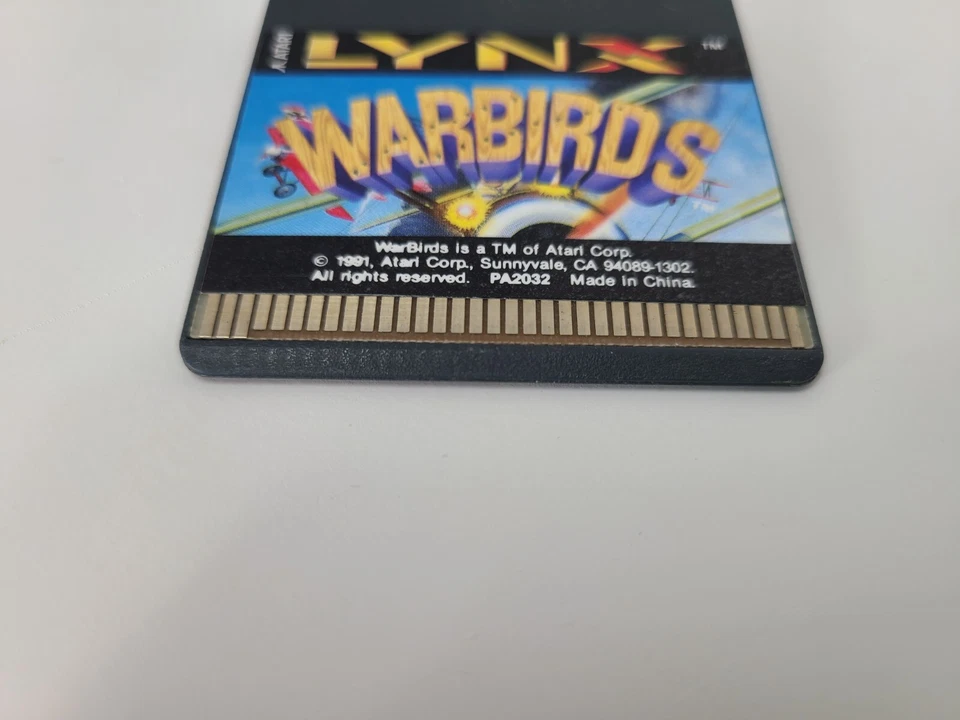 ATARI LYNX TM
WARBIRDS
WarBirds is a TM of Atari Corp.
© 1991, Atari Corp., Sunnyvale, CA 94089-1302.
All rights reserved. PA2032 Made in China.